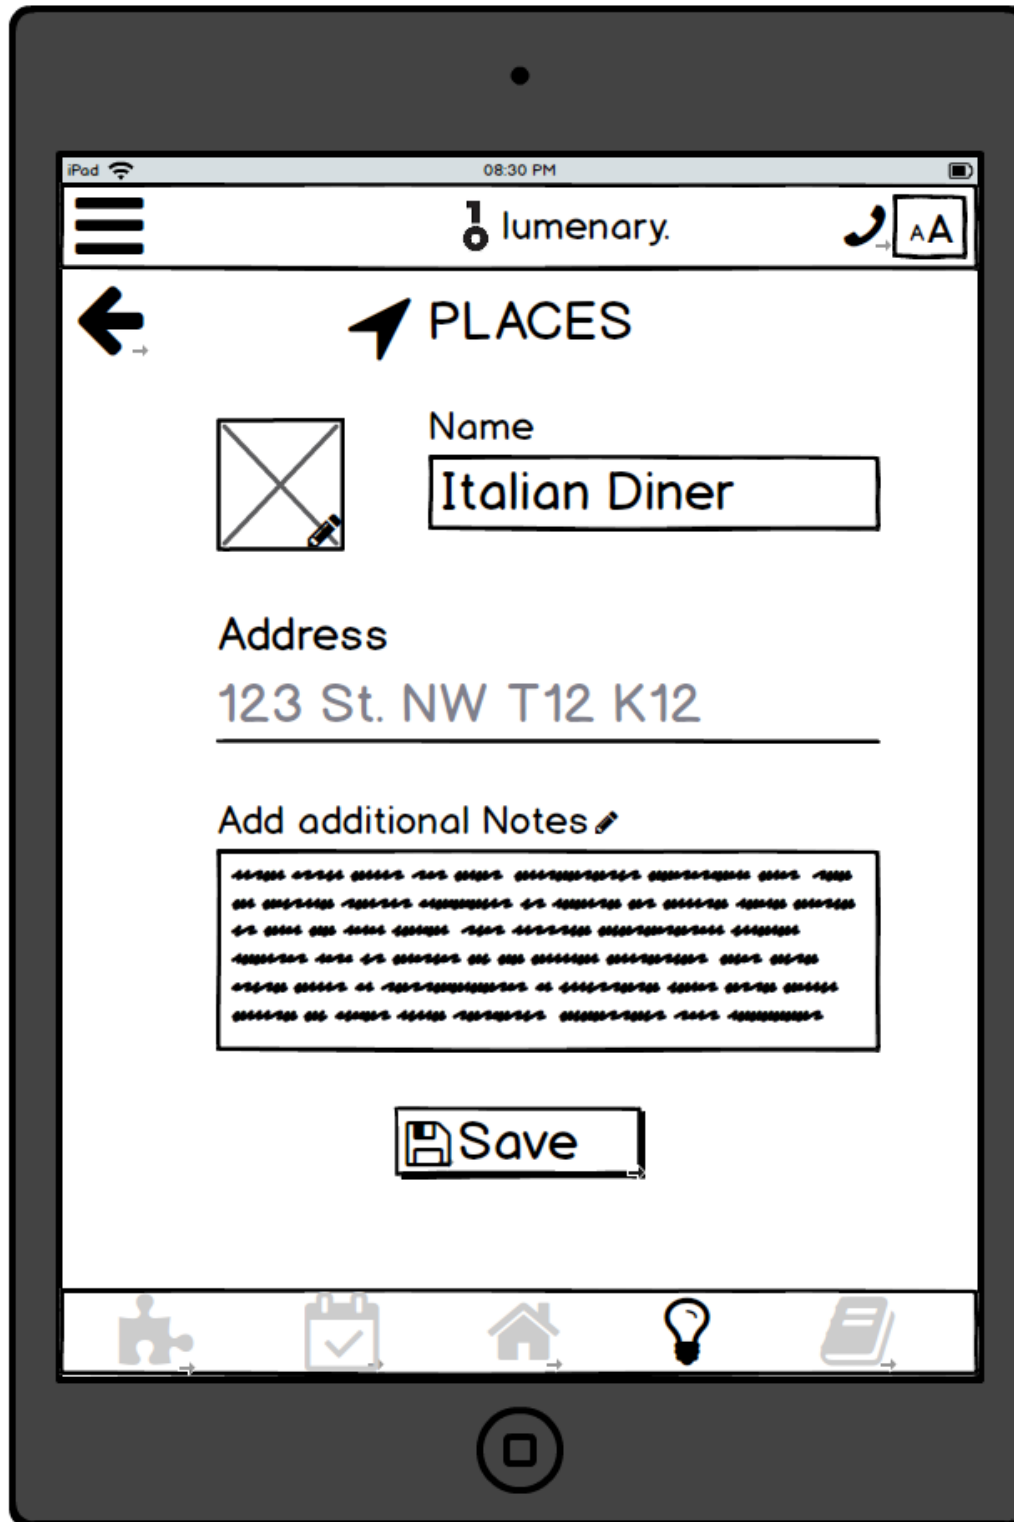 iPad
08:30 PM
lumenary.
AA
PLACES
Name
Italian Diner
Address
123 St. NW T12 K12
Add additional Notes
Save